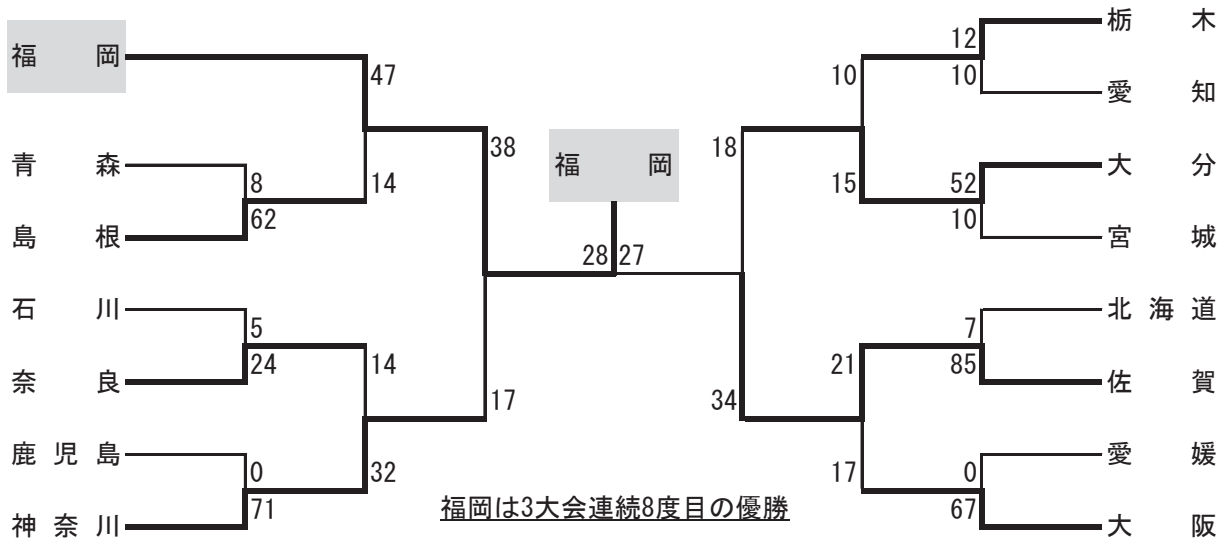 栃木
12
福岡
47
10
10
愛知
38
福岡
18
青森
8
14
15
52
大分
島根
62
10
宮城
28 27
石川
5
7
北海道
奈良
24
14
17
34
21
85
佐賀
鹿児島
0
32
17
0
愛媛
神奈川
71
福岡は3大会連続8度目の優勝
67
大阪